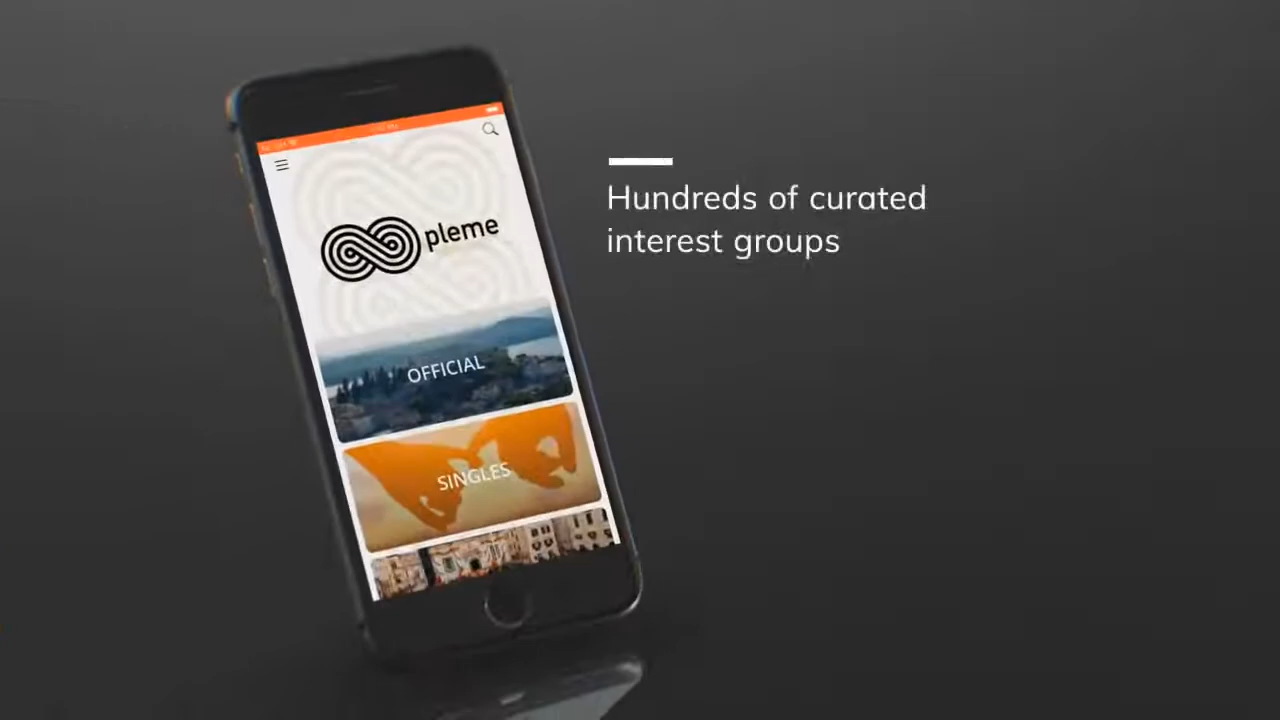 Hundreds of curated
interest groups
pleme
OFFICIAL
SINGLES